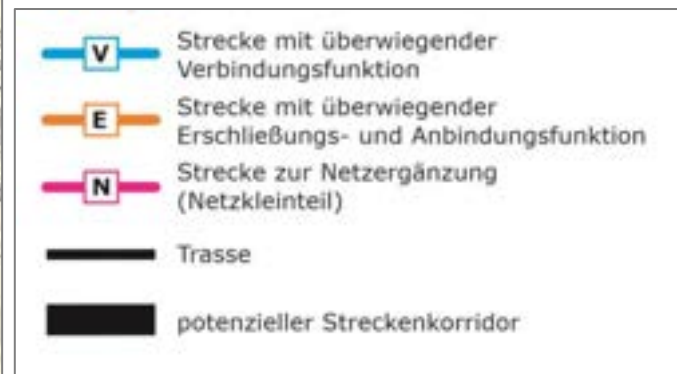 V Strecke mit überwiegender
Verbindungsfunktion
E Strecke mit überwiegender
Erschließungs- und Anbindungsfunktion
N Strecke zur Netzergänzung
(Netzkleinteil)
Trasse
potenzieller Streckenkorridor